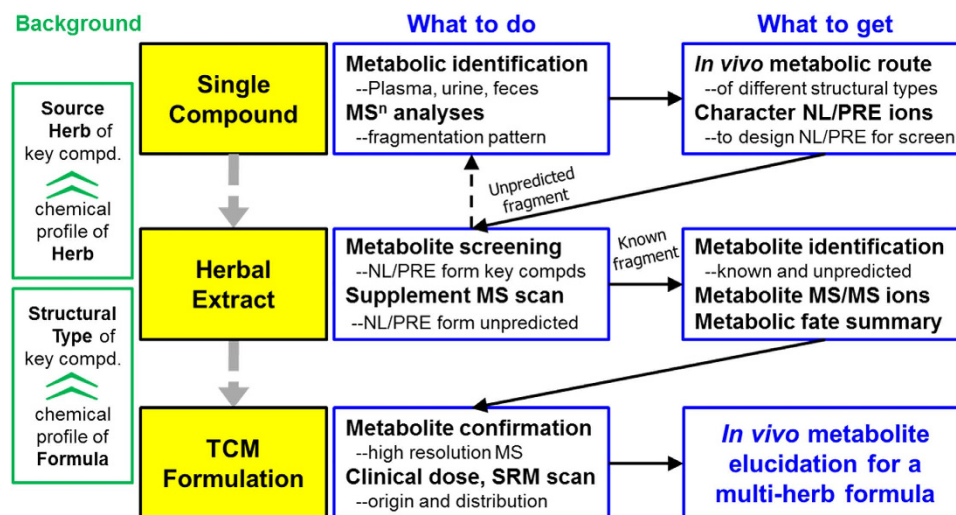 Background
What to do
What to get
Source
Herb of
key compd.
chemical
profile of
Herb
Structural
Type of
key compd.
chemical
profile of
Formula
Single
Compound
Metabolic identification
--Plasma, urine, feces
MSⁿ analyses
--fragmentation pattern
In vivo metabolic route
--of different structural types
Character NL/PRE ions
--to design NL/PRE for screen
Unpredicted
fragment
Herbal
Extract
Metabolite screening
--NL/PRE form key compds
Supplement MS scan
--NL/PRE form unpredicted
Known
fragment
Metabolite identification
--known and unpredicted
Metabolite MS/MS ions
Metabolic fate summary
TCM
Formulation
Metabolite confirmation
--high resolution MS
Clinical dose, SRM scan
--origin and distribution
In vivo metabolite
elucidation for a
multi-herb formula